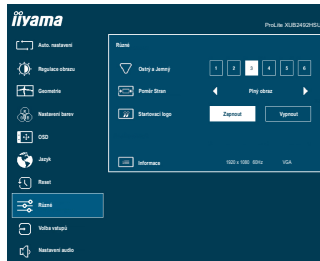 iiyama
ProLite XUB2492HSU
Auto. nastavení
Regulace obrazu
Geometrie
Nastavení barev
OSD
Jazyk
Reset
Různé
Volba vstupů
Nastavení audio
Různé
Ostrý a Jemný 1 2 3 4 5 6
Poměr Stran Plný obraz
Startovací logo Zapnout Vypnout
Informace 1920 x 1080 60Hz VGA